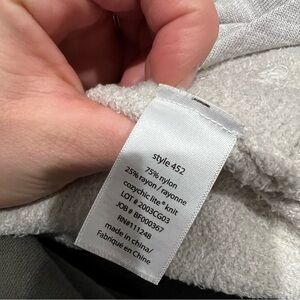 style 452
75% nylon
25% rayon / rayonne
cozychic lite® knit
LOT # 2003CG03
JOB # BF000367
RN#111248
made in china/
Fabriqué en Chine